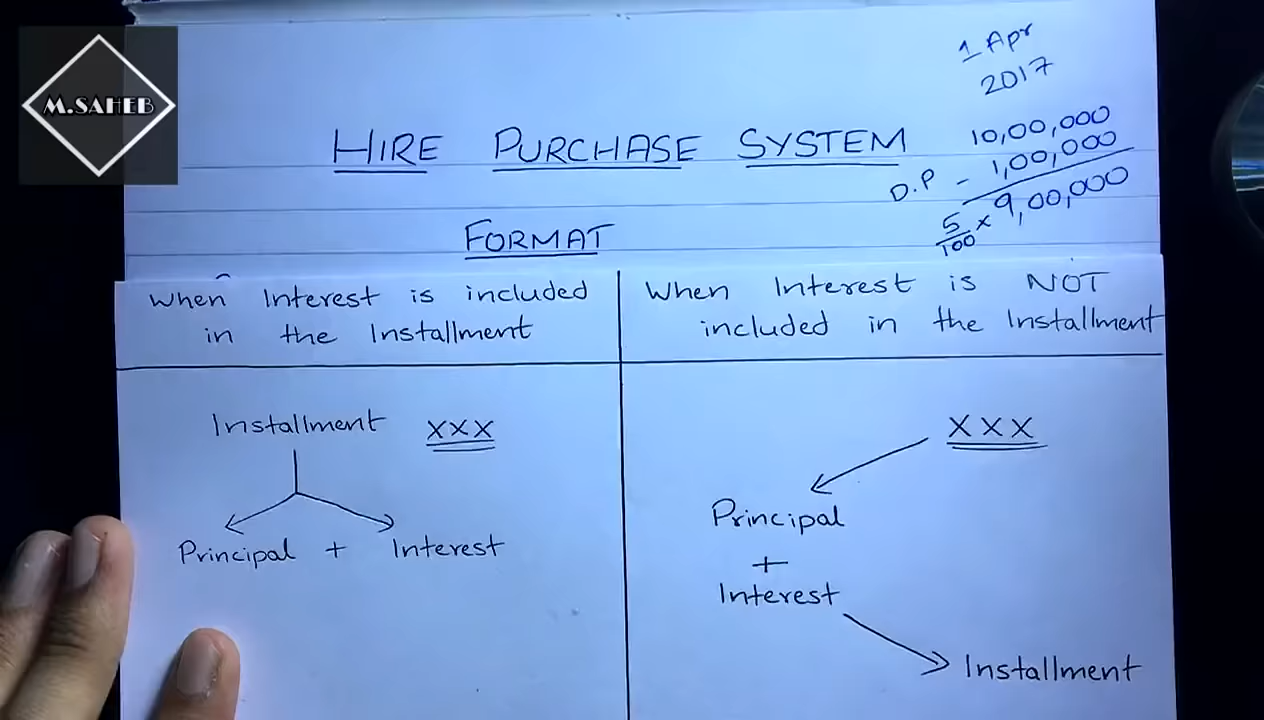 M.SAHEB
1 Apr
2017
HIRE PURCHASE SYSTEM
10,00,000
D.P - 1,00,000
5/100 x 9,00,000
FORMAT
When Interest is included
in the Installment
When Interest is NOT
included in the Installment
Installment XXX
Principal + Interest
XXX
Principal
+
Interest
Installment